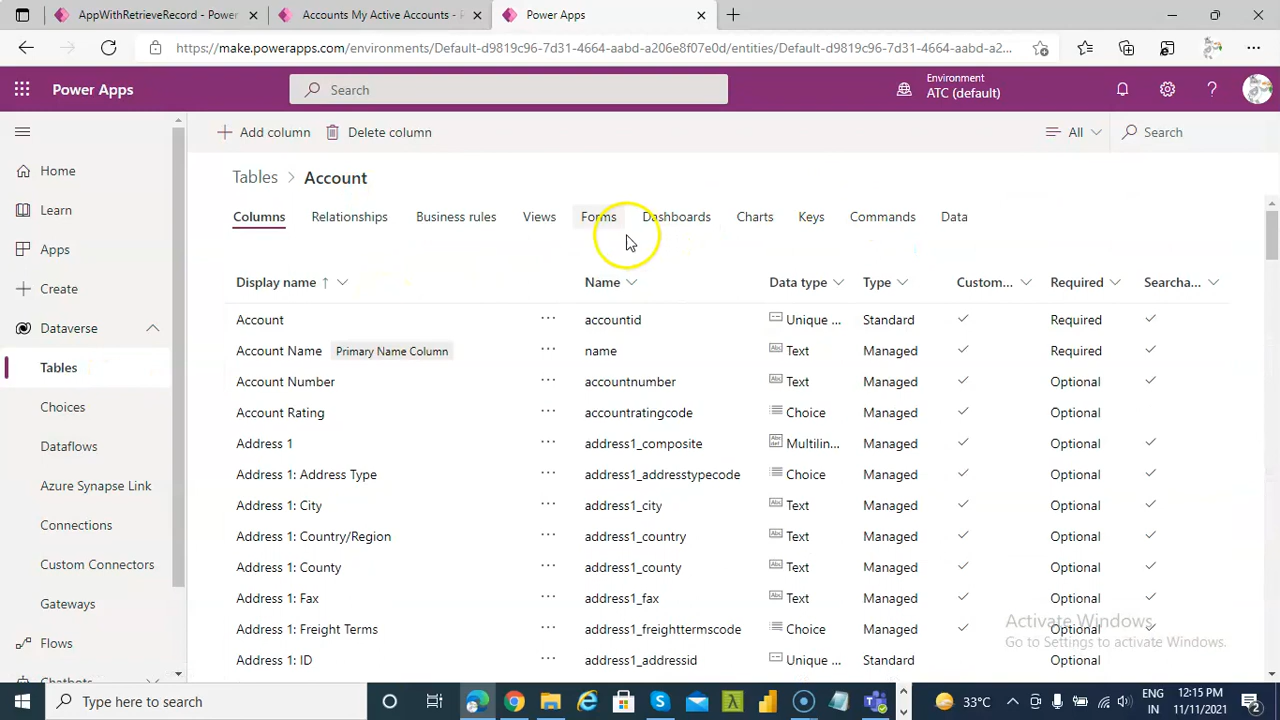 AppWithRetrieveRecord - Power
Accounts My Active Accounts - P
Power Apps
https://make.powerapps.com/environments/Default-d9819c96-7d31-4664-aabd-a206e8f07e0d/entities/Default-d9819c96-7d31-4664-aabd-a2...
Power Apps
Search
Environment
ATC (default)
Add column
Delete column
All
Search
Home
Learn
Apps
Create
Dataverse
Tables
Choices
Dataflows
Azure Synapse Link
Connections
Custom Connectors
Gateways
Flows
Chatbots
Tables > Account
Columns Relationships Business rules Views Forms Dashboards Charts Keys Commands Data
Display name ↑ Name Data type Type Custom... Required Searcha...
Account ... accountid Unique ... Standard ✓ Required ✓
Account Name Primary Name Column ... name Text Managed ✓ Required ✓
Account Number ... accountnumber Text Managed ✓ Optional ✓
Account Rating ... accountratingcode Choice Managed ✓ Optional
Address 1 ... address1_composite Multilin... Managed ✓ Optional ✓
Address 1: Address Type ... address1_addresstypecode Choice Managed ✓ Optional ✓
Address 1: City ... address1_city Text Managed ✓ Optional ✓
Address 1: Country/Region ... address1_country Text Managed ✓ Optional ✓
Address 1: County ... address1_county Text Managed ✓ Optional ✓
Address 1: Fax ... address1_fax Text Managed ✓ Optional ✓
Address 1: Freight Terms ... address1_freighttermscode Choice Managed ✓ Optional ✓
Address 1: ID ... address1_addressid Unique ... Standard Optional
Activate Windows
Go to Settings to activate Windows.
Type here to search
33°C
ENG
IN
12:15 PM
11/11/2021
2